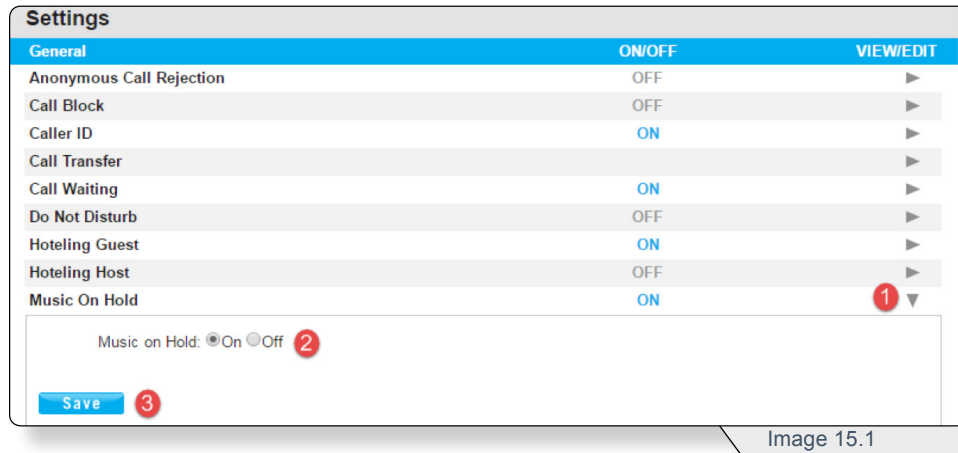 Settings
General ON/OFF VIEW/EDIT
Anonymous Call Rejection OFF
Call Block OFF
Caller ID ON
Call Transfer
Call Waiting ON
Do Not Disturb OFF
Hoteling Guest ON
Hoteling Host OFF
Music On Hold ON 1
Music on Hold: On Off 2
Save 3
Image 15.1